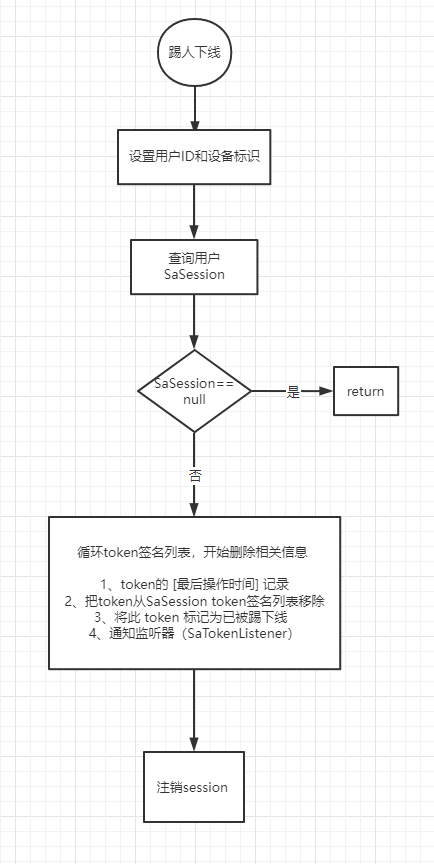 踢人下线
设置用户ID和设备标识
查询用户
SaSession
SaSession==
null
是
return
否
循环token签名列表，开始删除相关信息
1、token的 [最后操作时间] 记录
2、把token从SaSession token签名列表移除
3、将此 token 标记为已被踢下线
4、通知监听器（SaTokenListener）
注销session